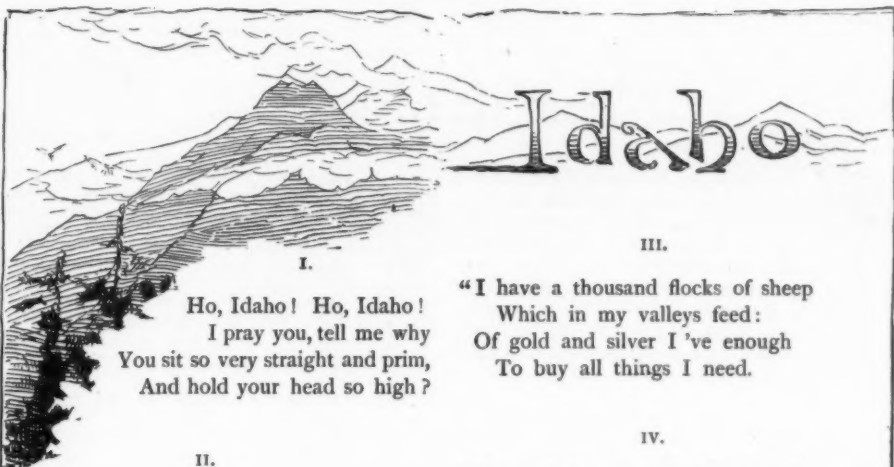 Idaho
I.
Ho, Idaho! Ho, Idaho!
I pray you, tell me why
You sit so very straight and prim,
And hold your head so high?
II.
III.
"I have a thousand flocks of sheep
Which in my valleys feed:
Of gold and silver I 've enough
To buy all things I need.
IV.